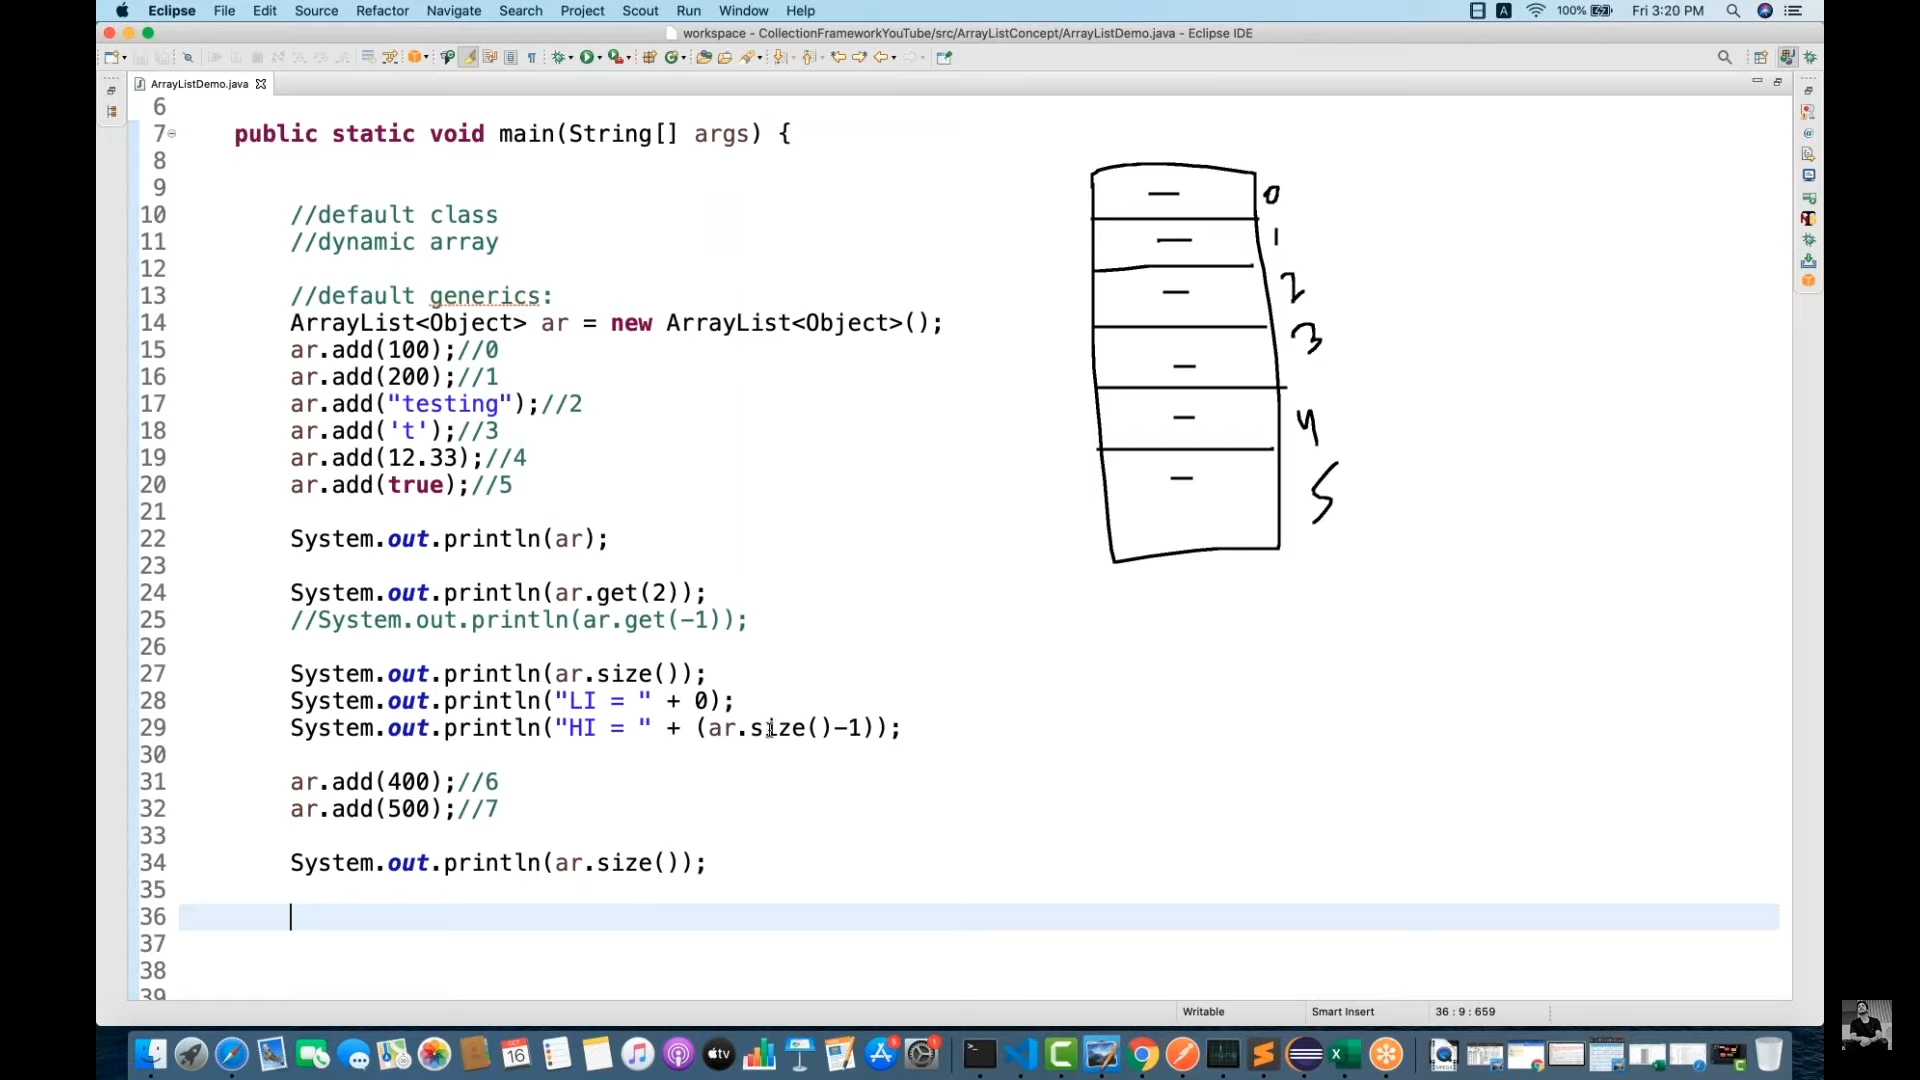 Eclipse File Edit Source Refactor Navigate Search Project Scout Run Window Help
100% Fri 3:20 PM
workspace - CollectionFrameworkYouTube/src/ArrayListConcept/ArrayListDemo.java - Eclipse IDE
ArrayListDemo.java
6
7 public static void main(String[] args) {
8
9
10 //default class
11 //dynamic array
12
13 //default generics:
14 ArrayList<Object> ar = new ArrayList<Object>();
15 ar.add(100);//0
16 ar.add(200);//1
17 ar.add("testing");//2
18 ar.add('t');//3
19 ar.add(12.33);//4
20 ar.add(true);//5
21
22 System.out.println(ar);
23
24 System.out.println(ar.get(2));
25 //System.out.println(ar.get(-1));
26
27 System.out.println(ar.size());
28 System.out.println("LI = " + 0);
29 System.out.println("HI = " + (ar.size()-1));
30
31 ar.add(400);//6
32 ar.add(500);//7
33
34 System.out.println(ar.size());
35
36
37
38
39
0
1
2
3
4
5
Writable Smart Insert 36 : 9 : 659
OCT
16
tv